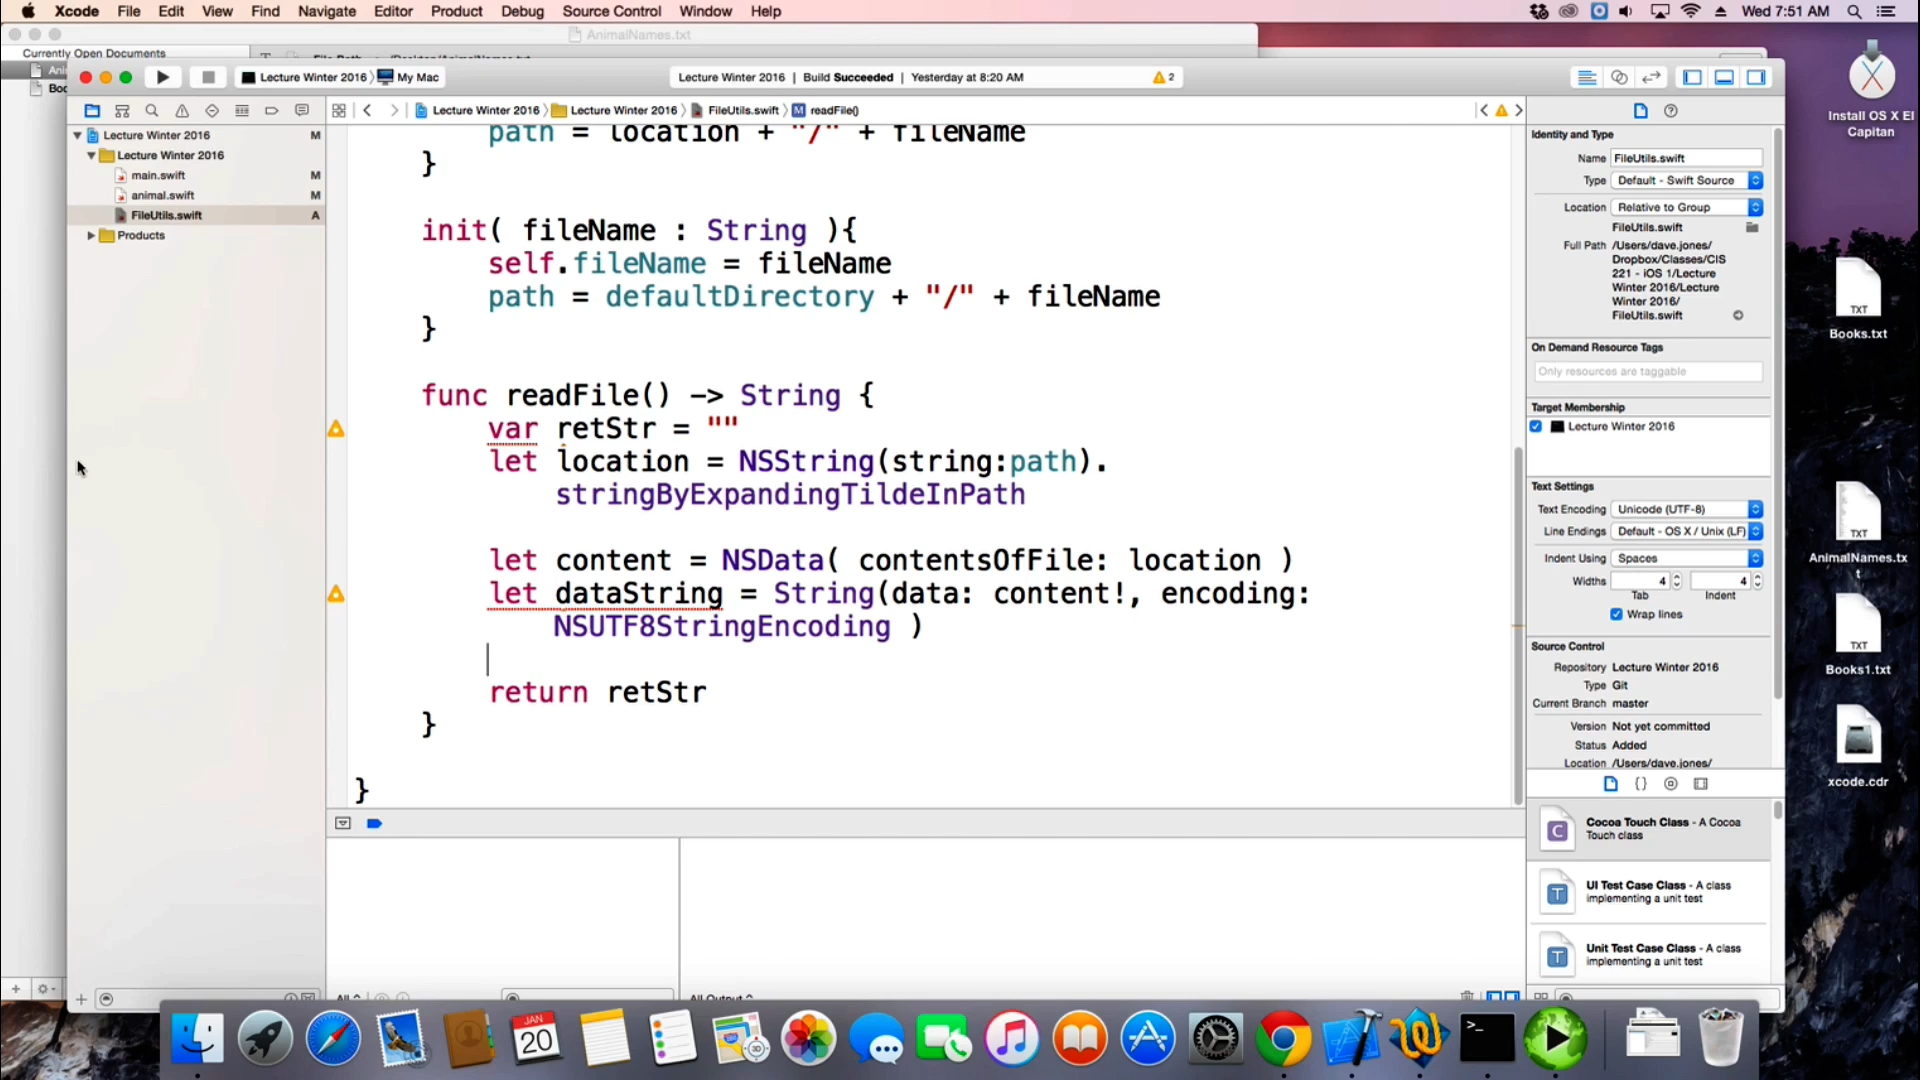 Xcode File Edit View Find Navigate Editor Product Debug Source Control Window Help
Wed 7:51 AM
AnimalNames.txt
Currently Open Documents
Lecture Winter 2016 My Mac
Lecture Winter 2016 | Build Succeeded | Yesterday at 8:20 AM
2
Lecture Winter 2016 Lecture Winter 2016 FileUtils.swift M readFile()
Lecture Winter 2016 M
Lecture Winter 2016
main.swift M
animal.swift M
FileUtils.swift A
Products
path = location + "/" + fileName
}
init( fileName : String ){
self.fileName = fileName
path = defaultDirectory + "/" + fileName
}
func readFile() -> String {
var retStr = ""
let location = NSString(string:path).
stringByExpandingTildeInPath
let content = NSData( contentsOfFile: location )
let dataString = String(data: content!, encoding:
NSUTF8StringEncoding )
return retStr
}
}
Identity and Type
Name FileUtils.swift
Type Default - Swift Source
Location Relative to Group
FileUtils.swift
Full Path /Users/dave.jones/
Dropbox/Classes/CIS
221 - iOS 1/Lecture
Winter 2016/Lecture
Winter 2016/
FileUtils.swift
On Demand Resource Tags
Only resources are taggable
Target Membership
Lecture Winter 2016
Text Settings
Text Encoding Unicode (UTF-8)
Line Endings Default - OS X / Unix (LF)
Indent Using Spaces
Widths 4 4
Tab Indent
Wrap lines
Source Control
Repository Lecture Winter 2016
Type Git
Current Branch master
Version Not yet committed
Status Added
Location /Users/dave.jones/
{ }
C
Cocoa Touch Class - A Cocoa
Touch class
T
UI Test Case Class - A class
implementing a unit test
T
Unit Test Case Class - A class
implementing a unit test
Install OS X El
Capitan
TXT
Books.txt
TXT
AnimalNames.tx
t
TXT
Books1.txt
xcode.cdr
JAN
20
3D
>_